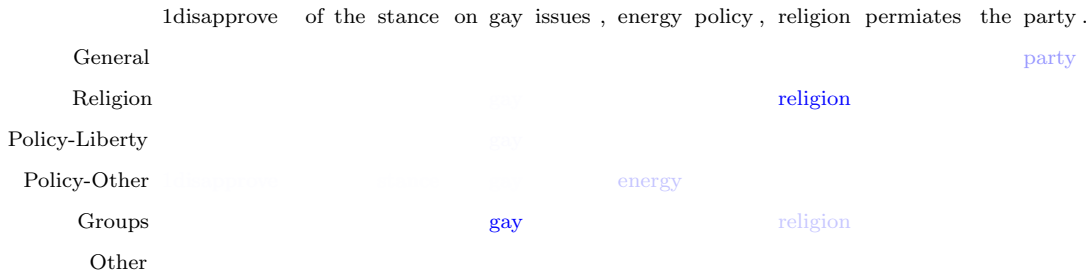 1disapprove of the stance on gay issues , energy policy , religion permiates the party .
General party
Religion gay religion
Policy-Liberty gay
Policy-Other energy
Groups gay religion
Other